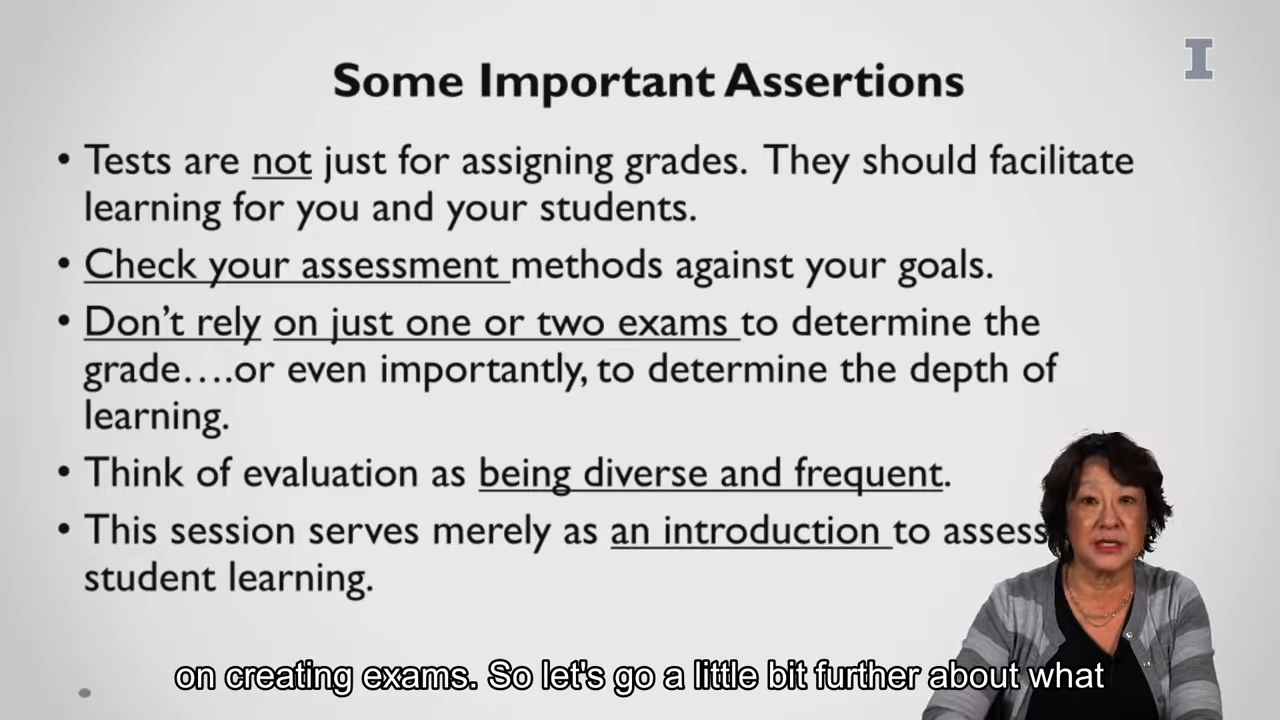 I
Some Important Assertions
• Tests are not just for assigning grades. They should facilitate
learning for you and your students.
• Check your assessment methods against your goals.
• Don't rely on just one or two exams to determine the
grade….or even importantly, to determine the depth of
learning.
• Think of evaluation as being diverse and frequent.
• This session serves merely as an introduction to assess
student learning.
on creating exams. So let's go a little bit further about what